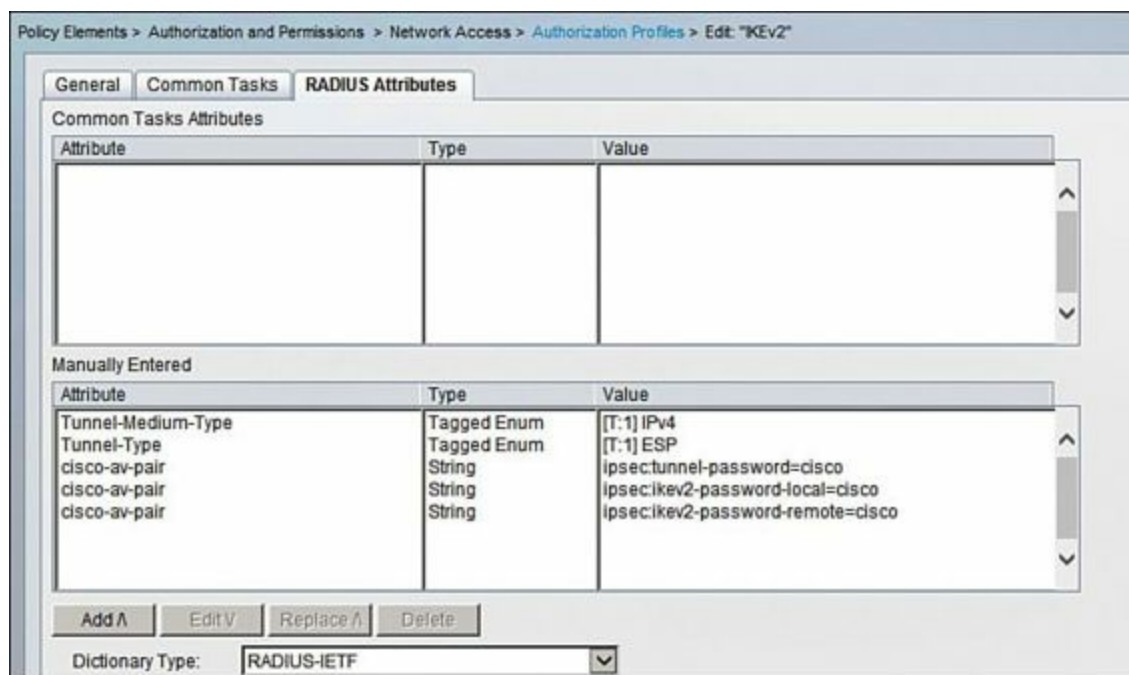 Policy Elements > Authorization and Permissions > Network Access > Authorization Profiles > Edit: "IKEv2"
General Common Tasks RADIUS Attributes
Common Tasks Attributes
Attribute Type Value
Manually Entered
Attribute Type Value
Tunnel-Medium-Type Tagged Enum [T:1] IPv4
Tunnel-Type Tagged Enum [T:1] ESP
cisco-av-pair String ipsec:tunnel-password=cisco
cisco-av-pair String ipsec:ikev2-password-local=cisco
cisco-av-pair String ipsec:ikev2-password-remote=cisco
Add Λ Edit V Replace Λ Delete
Dictionary Type: RADIUS-IETF